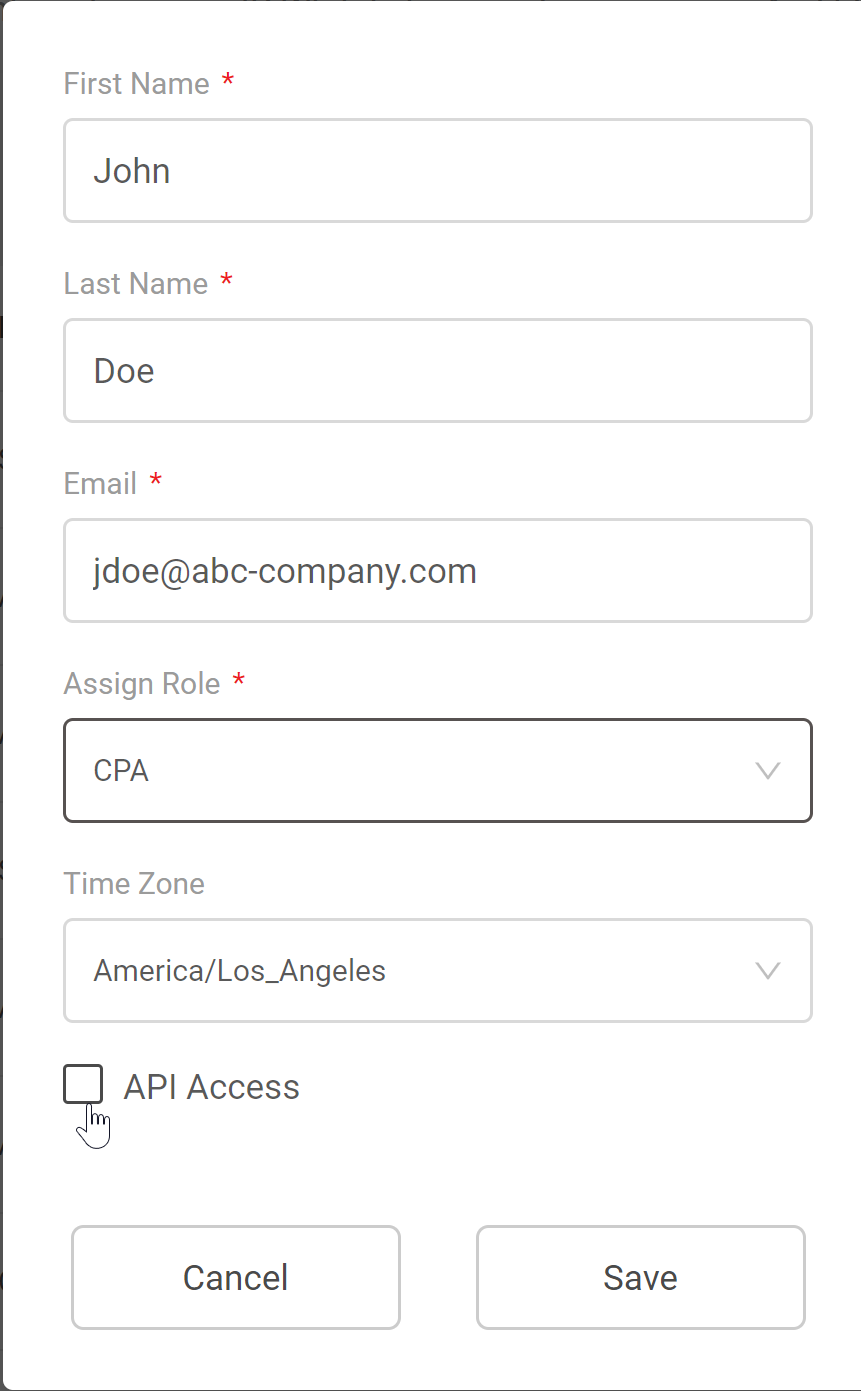 First Name *
John
Last Name *
Doe
Email *
jdoe@abc-company.com
Assign Role *
CPA
Time Zone
America/Los_Angeles
API Access
Cancel
Save